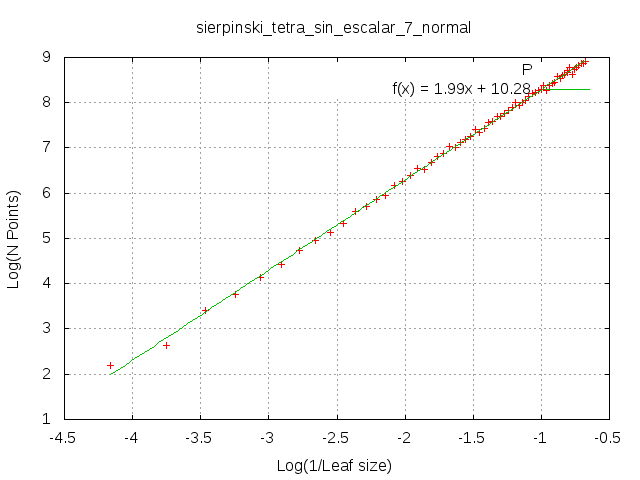 sierpinski_tetra_sin_escalar_7_normal
P
f(x) = 1.99x + 10.28
9
8
7
6
5
4
3
2
1
Log(N Points)
-4.5 -4 -3.5 -3 -2.5 -2 -1.5 -1 -0.5
Log(1/Leaf size)